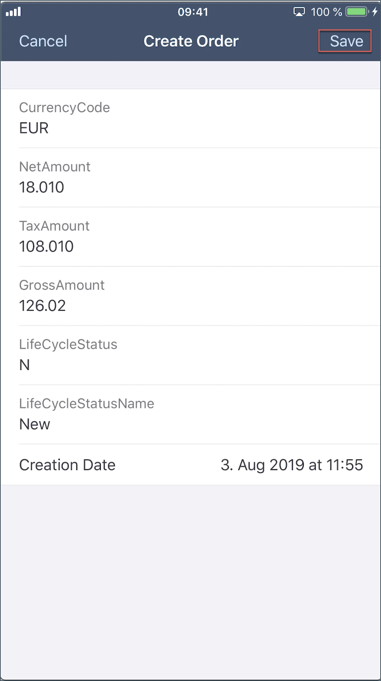 09:41 100 %
Cancel Create Order Save
CurrencyCode
EUR
NetAmount
18.010
TaxAmount
108.010
GrossAmount
126.02
LifeCycleStatus
N
LifeCycleStatusName
New
Creation Date 3. Aug 2019 at 11:55